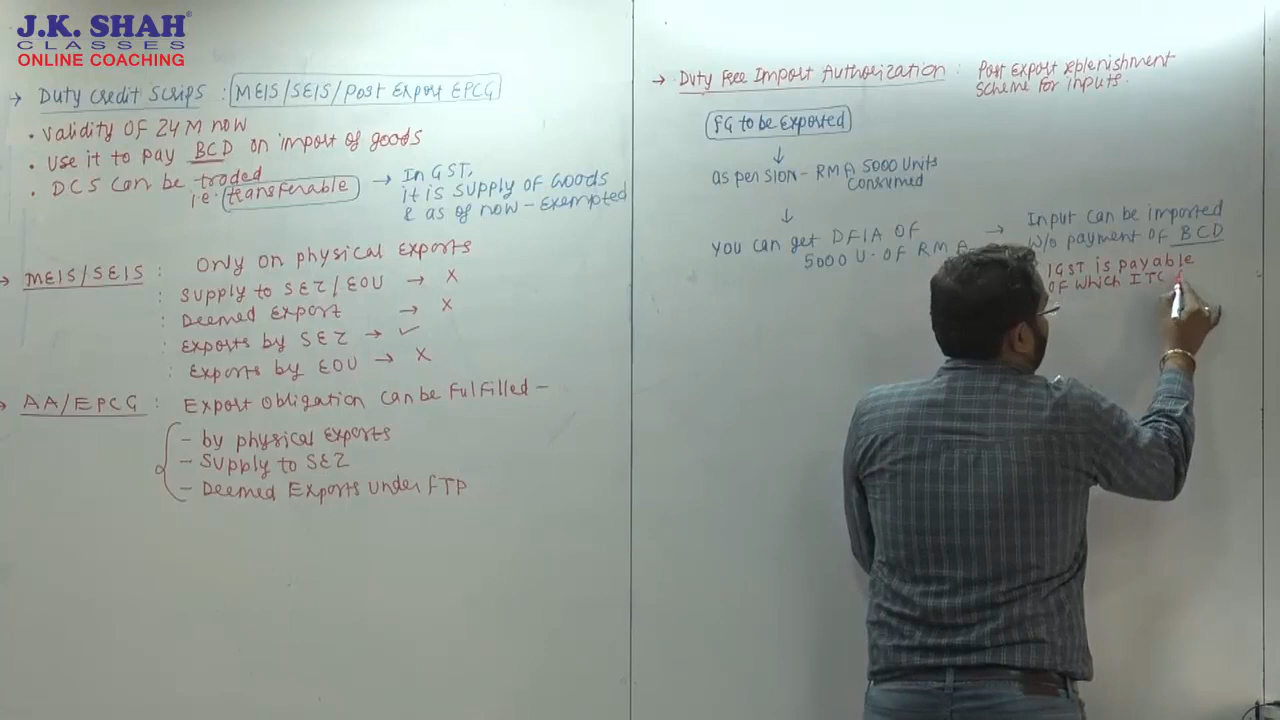 J.K. SHAH®
CLASSES
ONLINE COACHING
→ Duty Credit Scrips : MEIS/SEIS/Post Export EPCG
• Validity of 24 M now
• Use it to pay BCD on import of goods
• DCS can be traded
i.e. transferable → In GST,
it is supply of Goods
& as of now - Exempted
→ MEIS/SEIS : Only on physical Exports
: Supply to SEZ/EOU → X
: Deemed Export → X
: Exports by SEZ → ✓
: Exports by EOU → X
→ AA/EPCG : Export Obligation can be fulfilled -
- by physical Exports
- Supply to SEZ
- Deemed Exports under FTP
→ Duty Free Import Authorization : Post Export replenishment
scheme for inputs.
FG to be Exported
↓
as per SION - RMA 5000 Units
Consumed
↓
You can get DFIA of
5000 U. of RMA
→ Input can be imported
w/o payment of BCD
IGST is payable
of which ITC